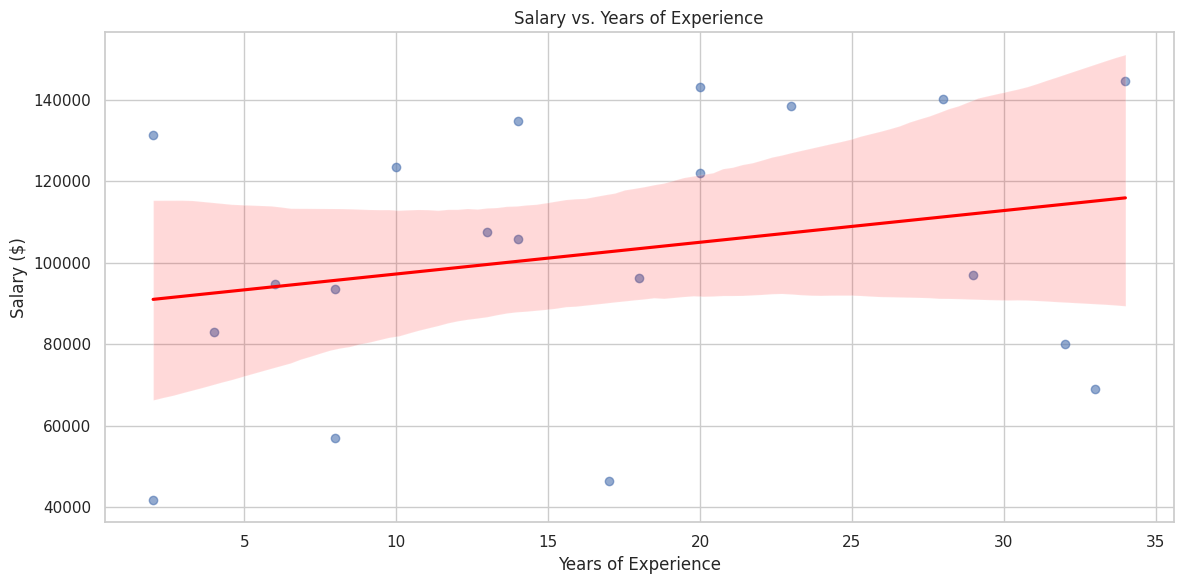 Salary vs. Years of Experience
Salary ($)
140000
120000
100000
80000
60000
40000
5 10 15 20 25 30 35
Years of Experience